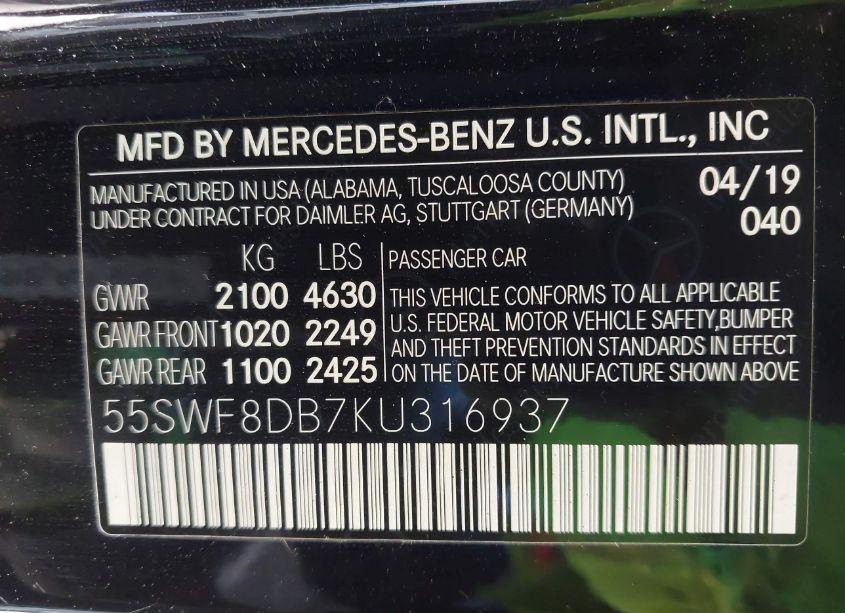 MFD BY MERCEDES-BENZ U.S. INTL., INC
MANUFACTURED IN USA (ALABAMA, TUSCALOOSA COUNTY) 04/19
UNDER CONTRACT FOR DAIMLER AG, STUTTGART (GERMANY) 040
KG LBS PASSENGER CAR
GVWR 2100 4630 THIS VEHICLE CONFORMS TO ALL APPLICABLE
GAWR FRONT 1020 2249 U.S. FEDERAL MOTOR VEHICLE SAFETY,BUMPER
AND THEFT PREVENTION STANDARDS IN EFFECT
GAWR REAR 1100 2425 ON THE DATE OF MANUFACTURE SHOWN ABOVE
55SWF8DB7KU316937